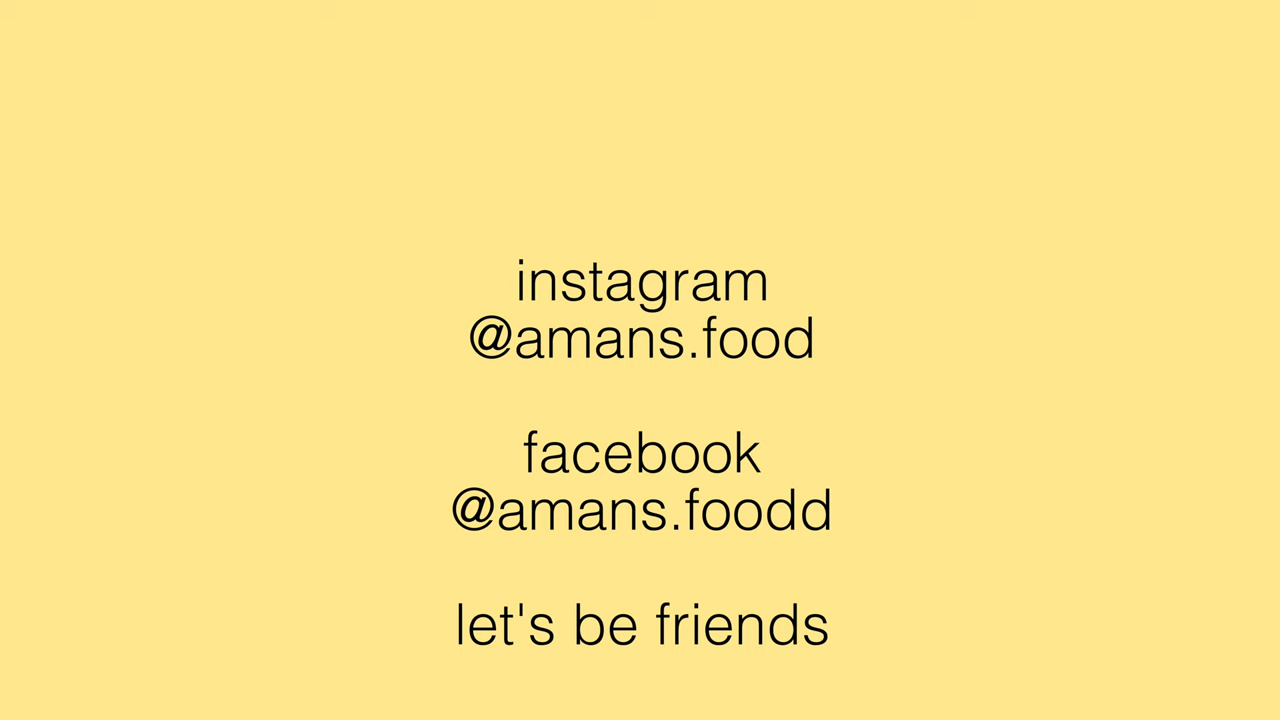 instagram
@amans.food
facebook
@amans.foodd
let's be friends